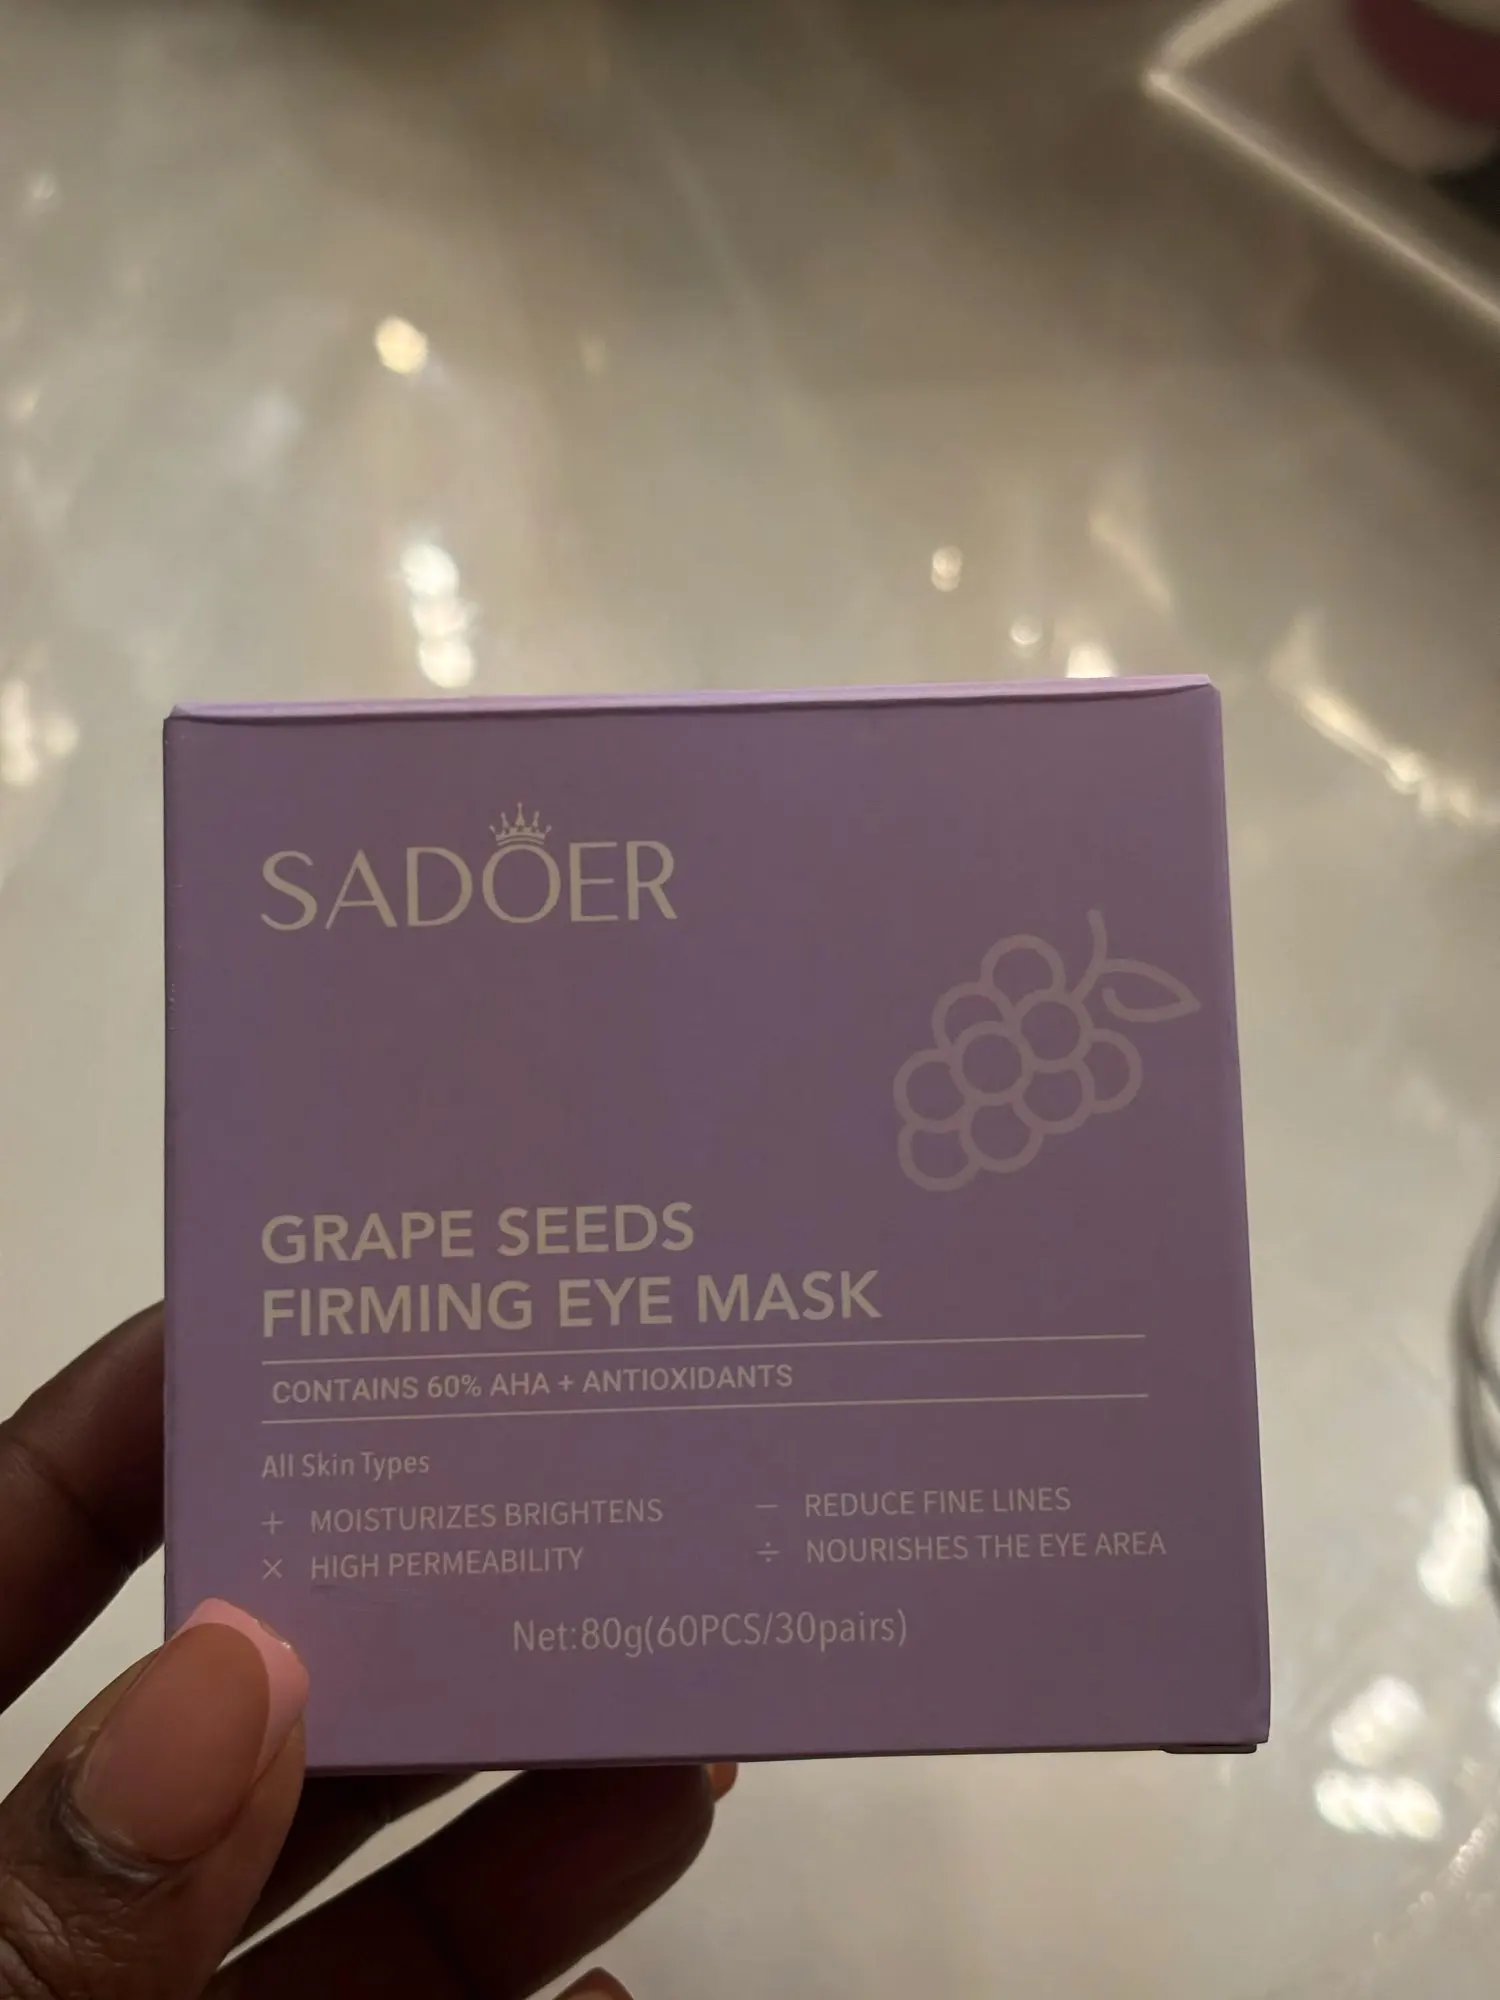 SADOER
GRAPE SEEDS
FIRMING EYE MASK
CONTAINS 60% AHA + ANTIOXIDANTS
All Skin Types
+ MOISTURIZES BRIGHTENS
− REDUCE FINE LINES
× HIGH PERMEABILITY
÷ NOURISHES THE EYE AREA
Net:80g(60PCS/30pairs)